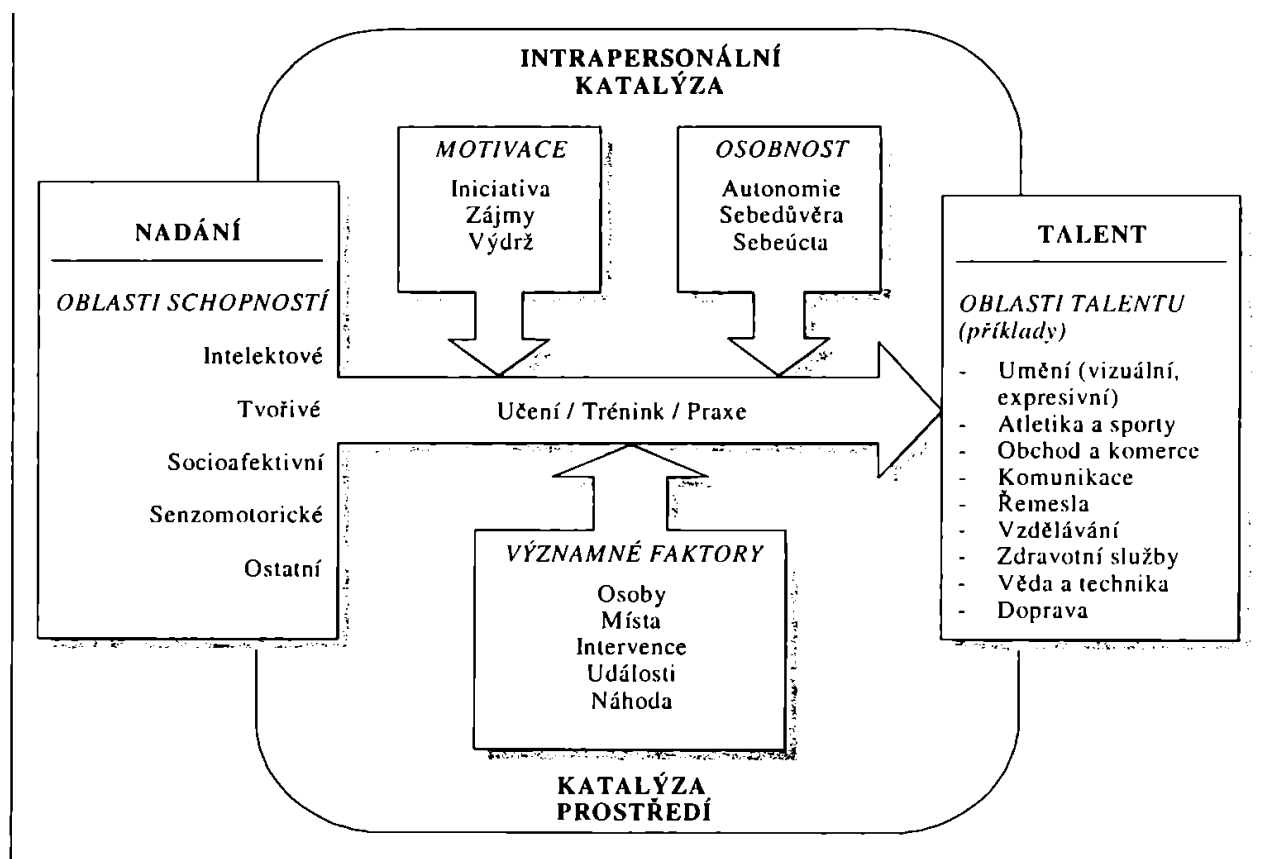 INTRAPERSONÁLNÍ
KATALÝZA
MOTIVACE
Iniciativa
Zájmy
Výdrž
OSOBNOST
Autonomie
Sebedůvěra
Sebeúcta
NADÁNÍ
OBLASTI SCHOPNOSTÍ
Intelektové
Tvořivé
Socioafektivní
Senzomotorické
Ostatní
Učení / Trénink / Praxe
TALENT
OBLASTI TALENTU
(příklady)
- Umění (vizuální,
expresivní)
- Atletika a sporty
- Obchod a komerce
- Komunikace
- Řemesla
- Vzdělávání
- Zdravotní služby
- Věda a technika
- Doprava
VÝZNAMNÉ FAKTORY
Osoby
Místa
Intervence
Události
Náhoda
KATALÝZA
PROSTŘEDÍ